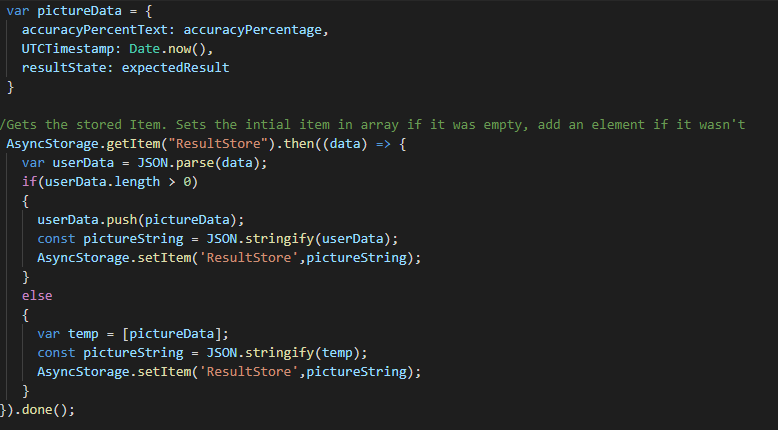 var pictureData = {
accuracyPercentText: accuracyPercentage,
UTCTimestamp: Date.now(),
resultState: expectedResult
}
/Gets the stored Item. Sets the intial item in array if it was empty, add an element if it wasn't
AsyncStorage.getItem("ResultStore").then((data) => {
var userData = JSON.parse(data);
if(userData.length > 0)
{
userData.push(pictureData);
const pictureString = JSON.stringify(userData);
AsyncStorage.setItem('ResultStore',pictureString);
}
else
{
var temp = [pictureData];
const pictureString = JSON.stringify(temp);
AsyncStorage.setItem('ResultStore',pictureString);
}
}).done();